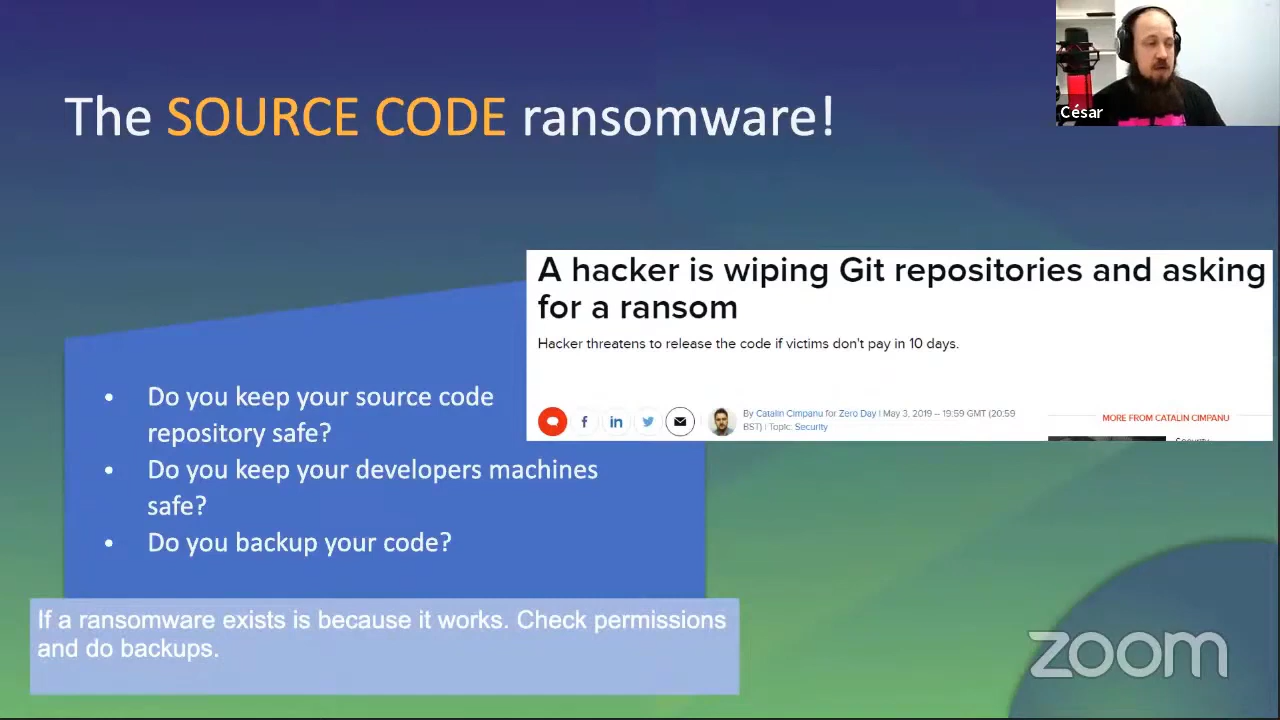 César
The SOURCE CODE ransomware!
A hacker is wiping Git repositories and asking
for a ransom
Hacker threatens to release the code if victims don't pay in 10 days.
By Catalin Cimpanu for Zero Day | May 3, 2019 -- 19:59 GMT (20:59
BST) | Topic: Security
MORE FROM CATALIN CIMPANU
Security
• Do you keep your source code
repository safe?
• Do you keep your developers machines
safe?
• Do you backup your code?
If a ransomware exists is because it works. Check permissions
and do backups.
zoom